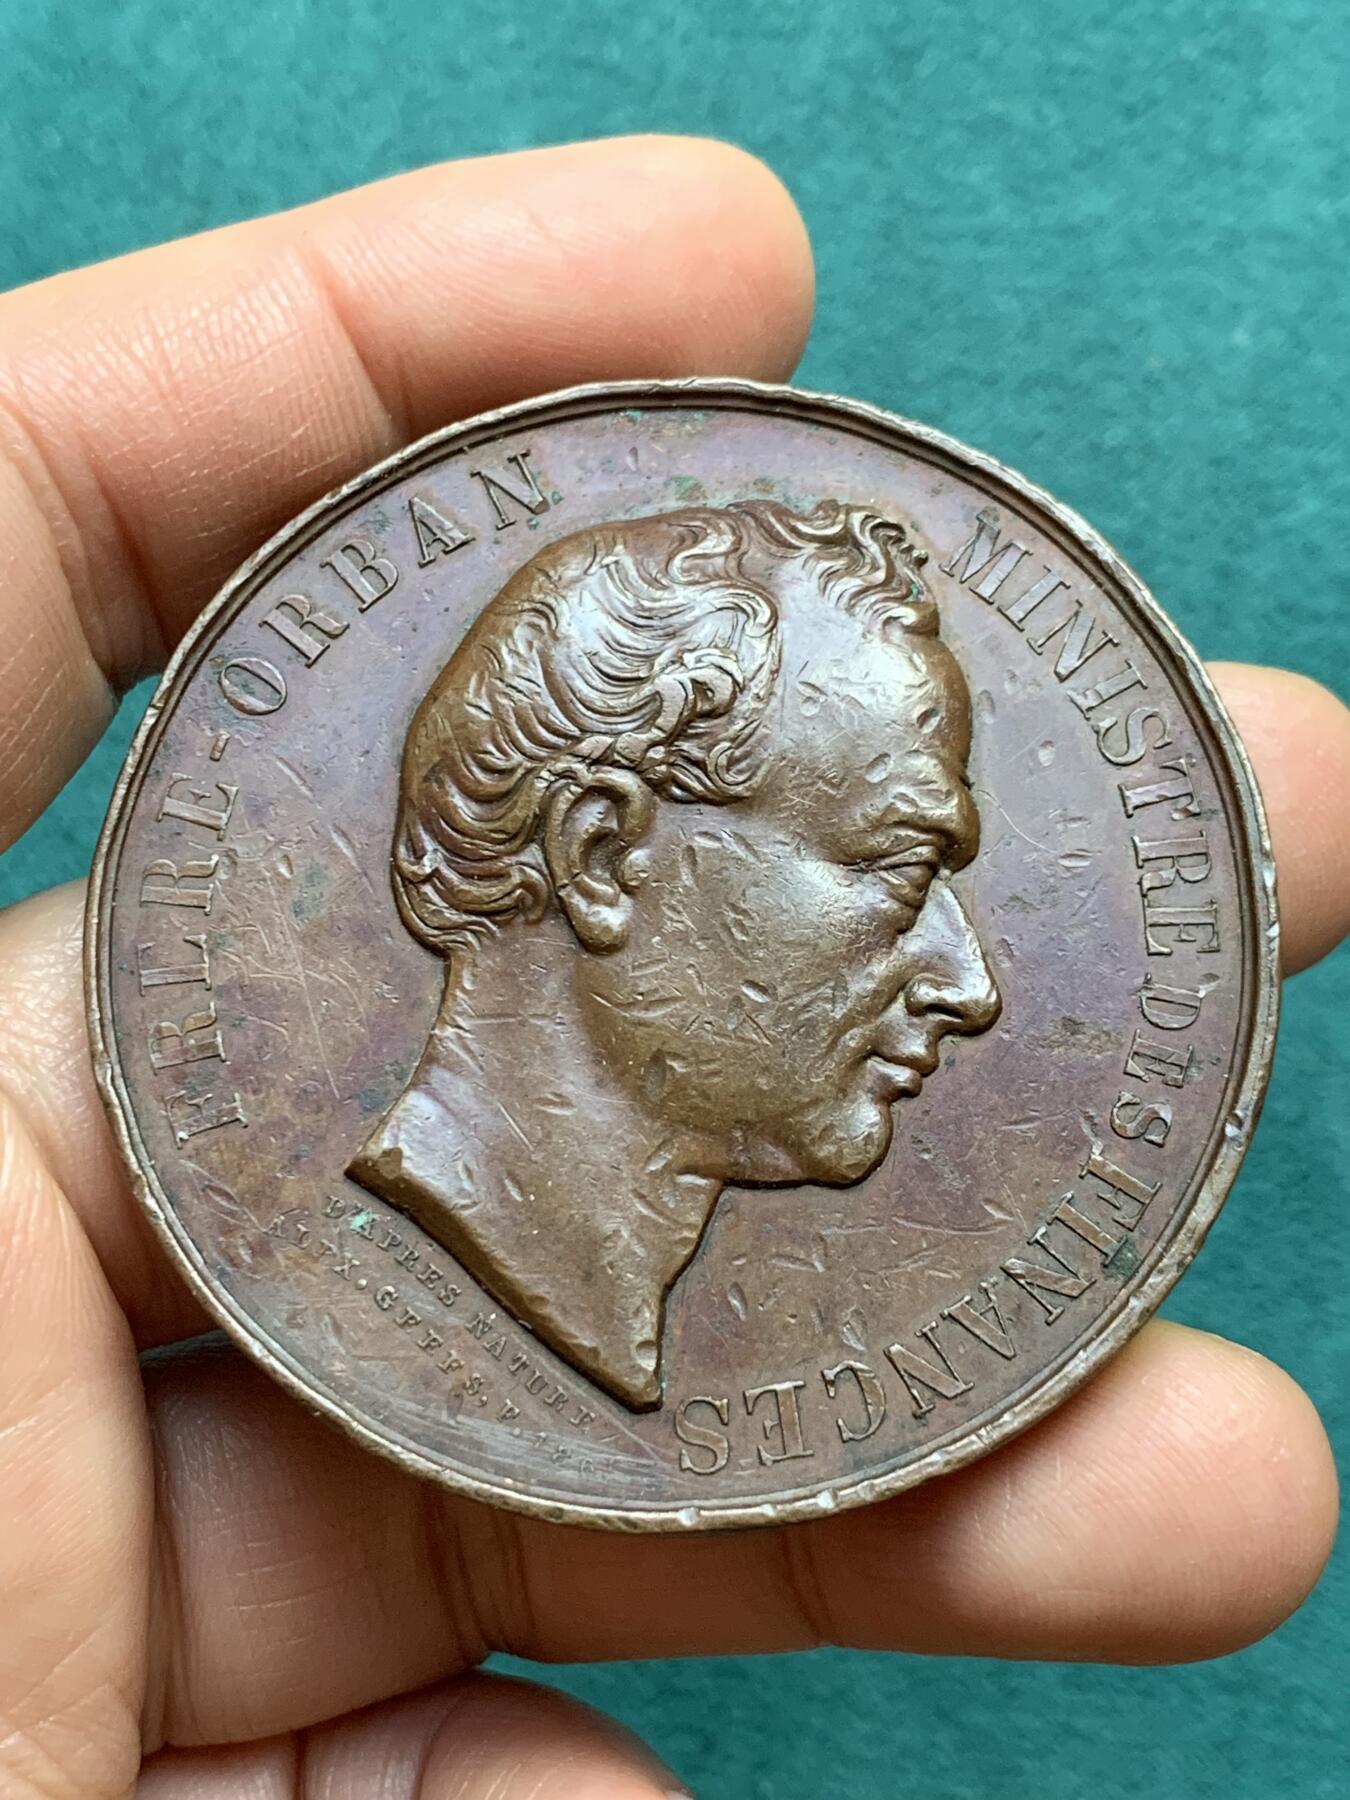 FRERE-ORBAN MINISTRE DES FINANCES
D'APRES NATURE
ALEX. GEEFS. F.